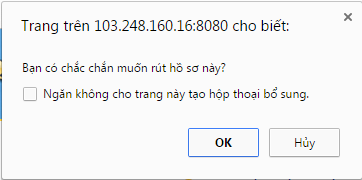 Trang trên 103.248.160.16:8080 cho biết:
Bạn có chắc chắn muốn rút hồ sơ này?
Ngăn không cho trang này tạo hộp thoại bổ sung.
OK Hủy